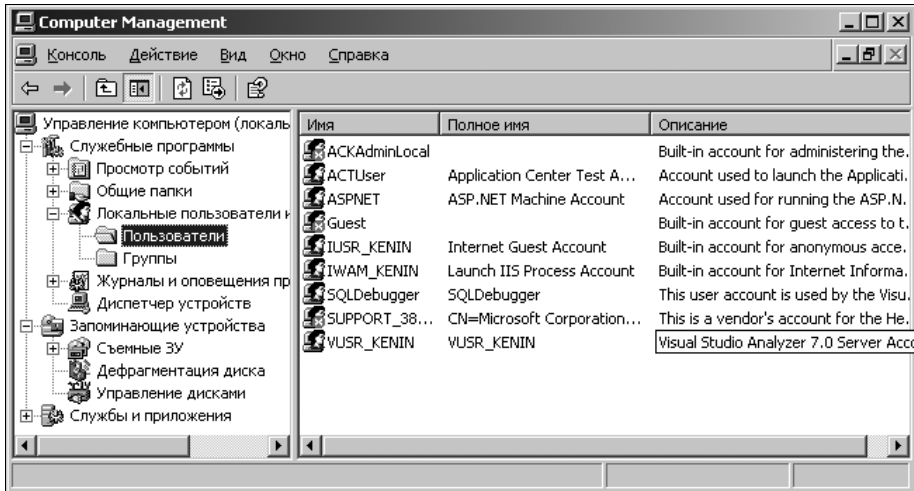 Computer Management
Консоль Действие Вид Окно Справка
Управление компьютером (локаль
Служебные программы
Просмотр событий
Общие папки
Локальные пользователи и
Пользователи
Группы
Журналы и оповещения пр
Диспетчер устройств
Запоминающие устройства
Съемные ЗУ
Дефрагментация диска
Управление дисками
Службы и приложения
Имя Полное имя Описание
ACKAdminLocal Built-in account for administering the.
ACTUser Application Center Test A... Account used to launch the Applicati.
ASPNET ASP.NET Machine Account Account used for running the ASP.N.
Guest Built-in account for guest access to t.
IUSR_KENIN Internet Guest Account Built-in account for anonymous acce.
IWAM_KENIN Launch IIS Process Account Built-in account for Internet Informa.
SQLDebugger SQLDebugger This user account is used by the Visu.
SUPPORT_38... CN=Microsoft Corporation... This is a vendor's account for the He.
VUSR_KENIN VUSR_KENIN Visual Studio Analyzer 7.0 Server Acco